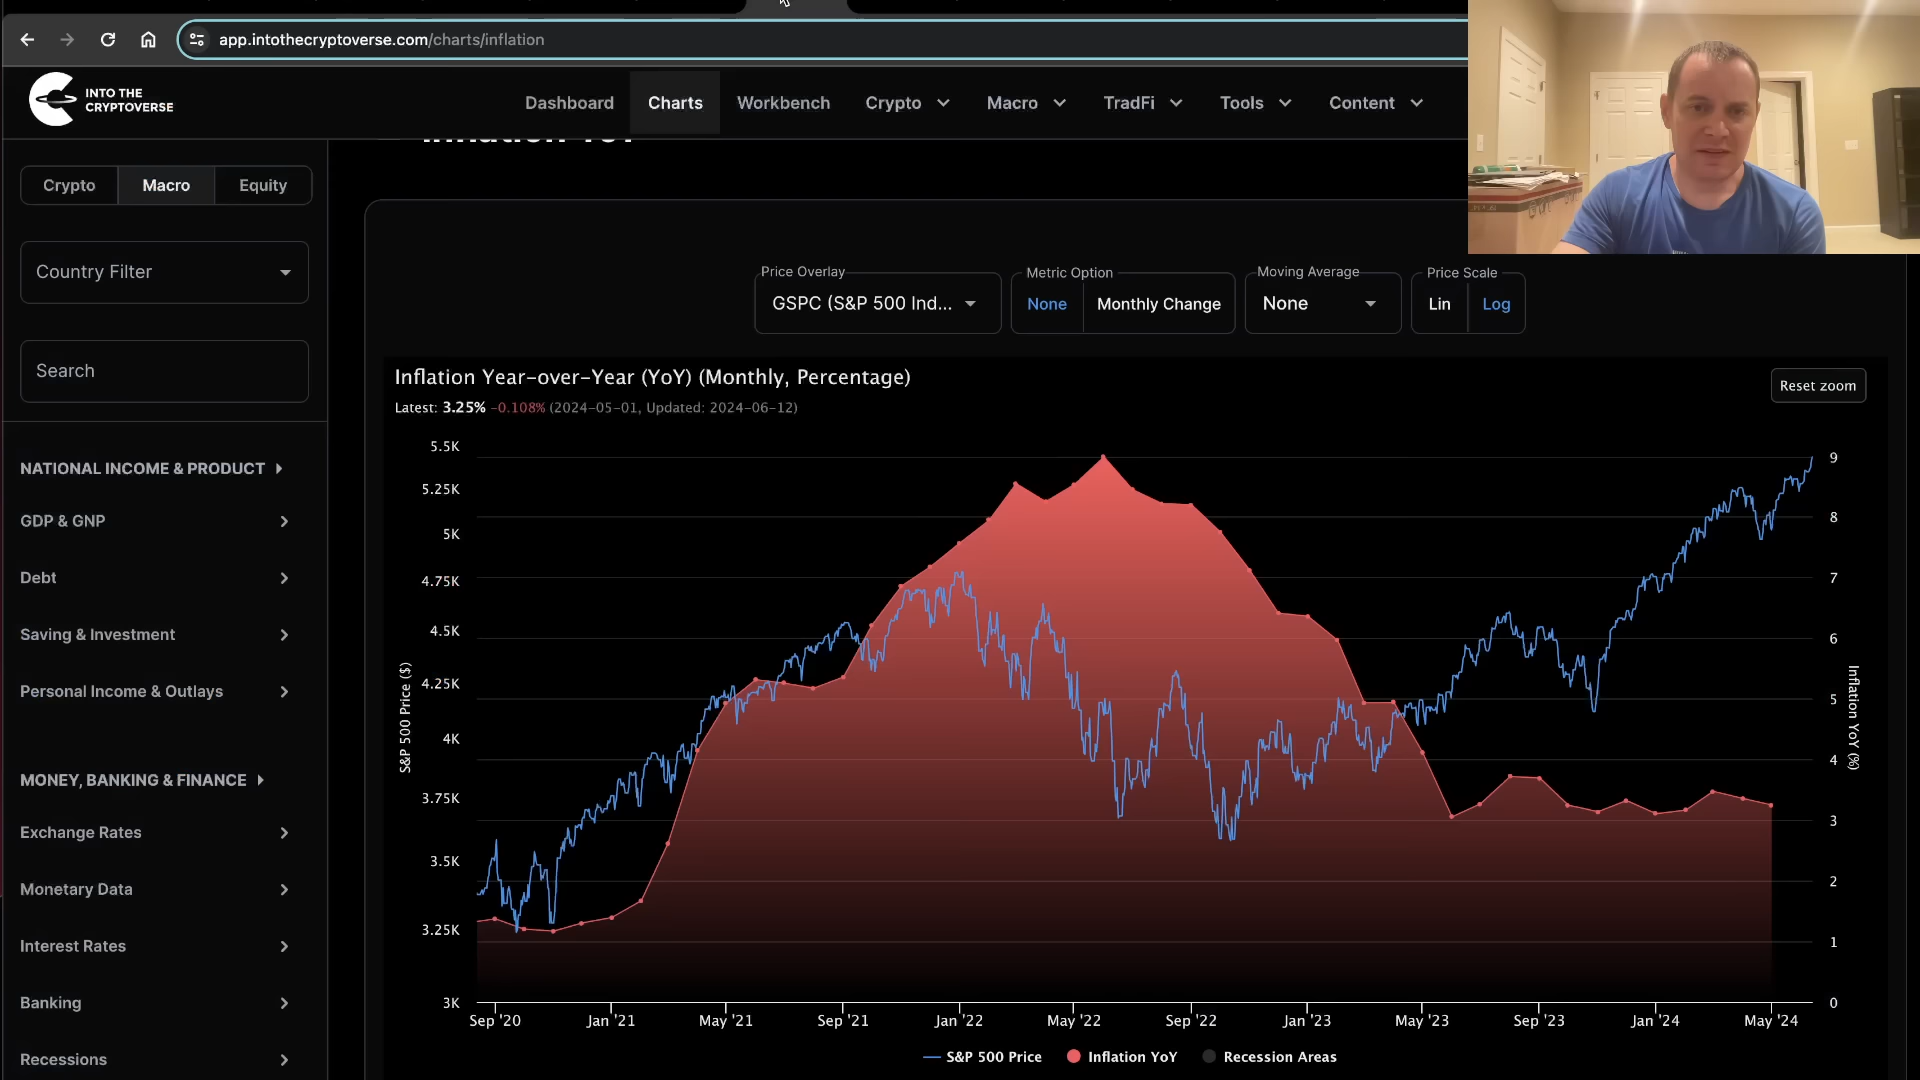 app.intothecryptoverse.com/charts/inflation
INTO THE
CRYPTOVERSE
Dashboard
Charts
Workbench
Crypto
Macro
TradFi
Tools
Content
Inflation YoY
Crypto
Macro
Equity
Country Filter
Search
NATIONAL INCOME & PRODUCT
GDP & GNP
Debt
Saving & Investment
Personal Income & Outlays
MONEY, BANKING & FINANCE
Exchange Rates
Monetary Data
Interest Rates
Banking
Recessions
Price Overlay
GSPC (S&P 500 Ind...
Metric Option
None
Monthly Change
Moving Average
None
Price Scale
Lin
Log
Inflation Year-over-Year (YoY) (Monthly, Percentage)
Latest: 3.25% -0.108% (2024-05-01, Updated: 2024-06-12)
Reset zoom
5.5K
5.25K
5K
4.75K
4.5K
4.25K
4K
3.75K
3.5K
3.25K
3K
S&P 500 Price ($)
9
8
7
6
5
4
3
2
1
0
Inflation YoY (%)
Sep '20
Jan '21
May '21
Sep '21
Jan '22
May '22
Sep '22
Jan '23
May '23
Sep '23
Jan '24
May '24
S&P 500 Price
Inflation YoY
Recession Areas